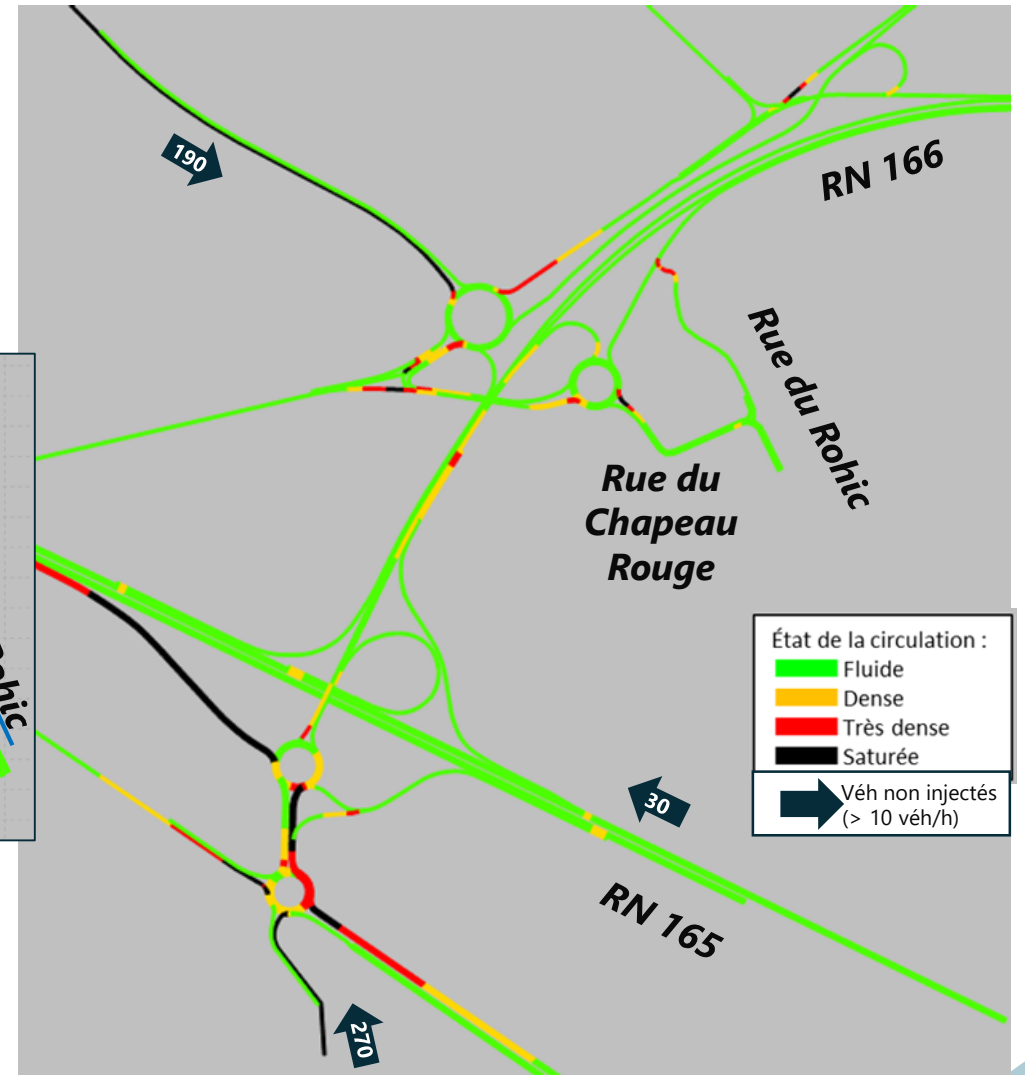 190
RN 166
Rue du Rohic
Rue du
Chapeau
Rouge
État de la circulation :
Fluide
Dense
Très dense
Saturée
Véh non injectés
(> 10 véh/h)
30
RN 165
270